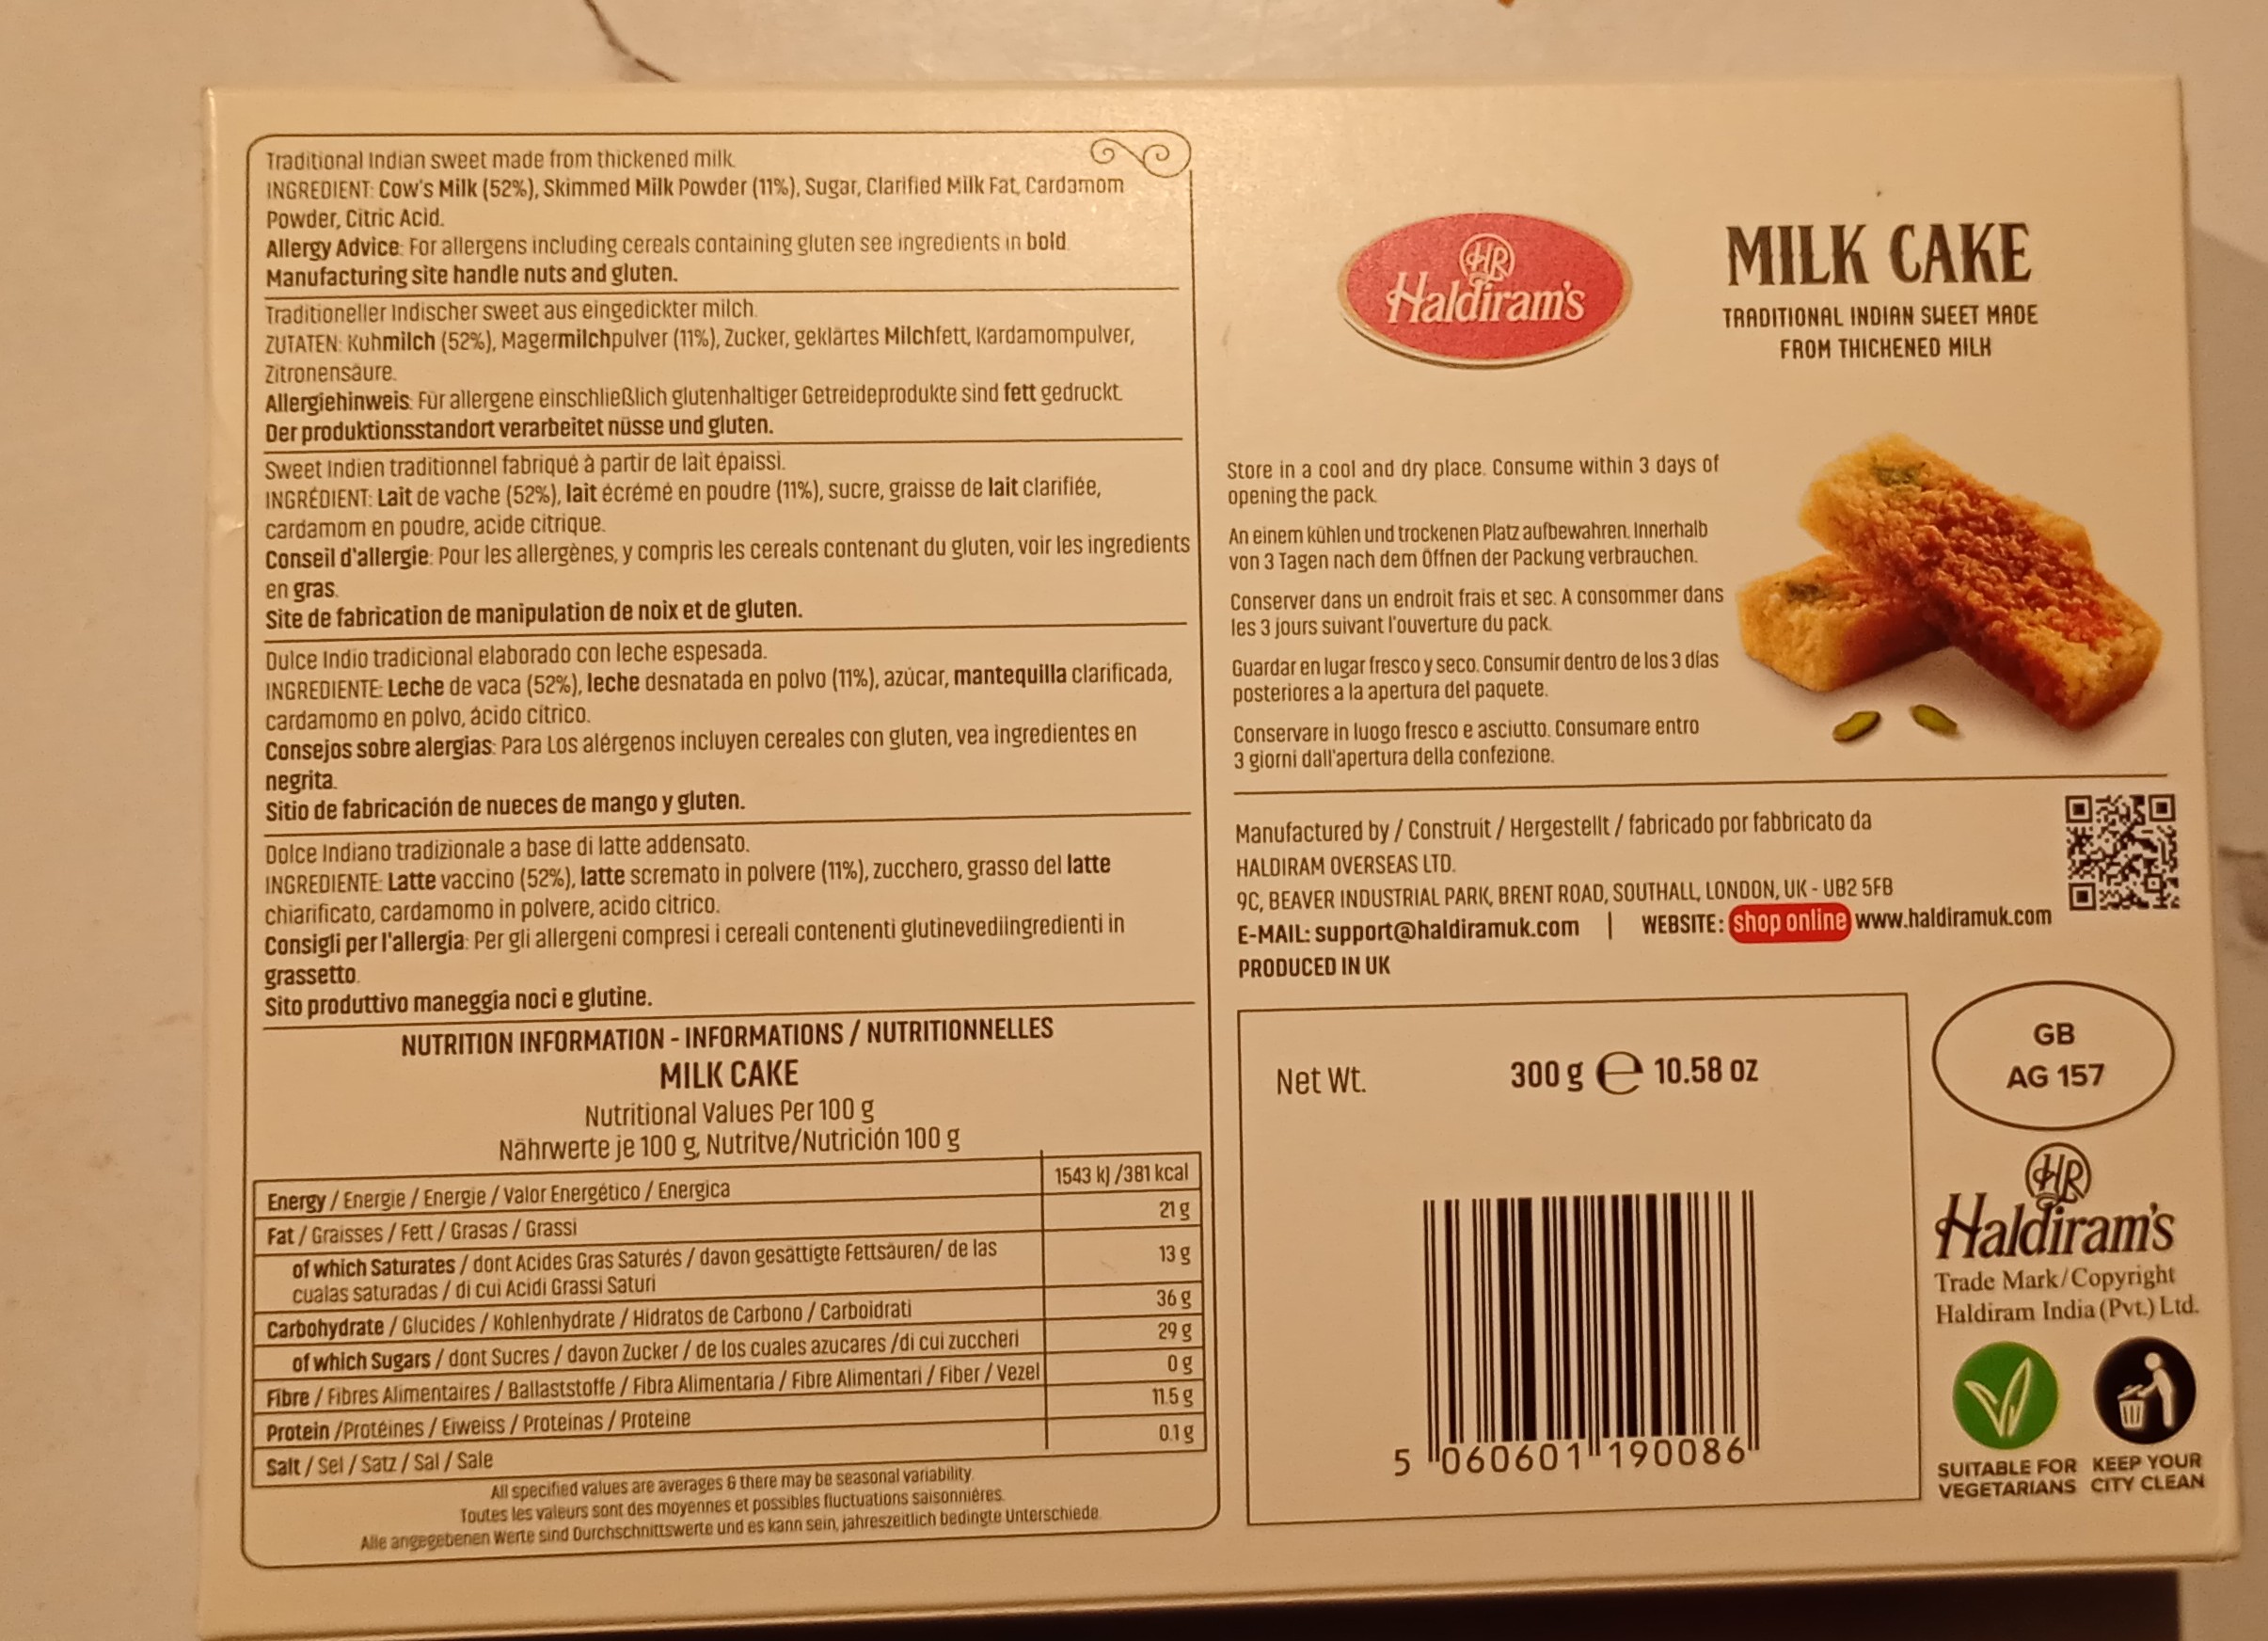 Traditional Indian sweet made from thickened milk.
INGREDIENT: Cow's Milk (52%), Skimmed Milk Powder (11%), Sugar, Clarified Milk Fat, Cardamom
Powder, Citric Acid.
Allergy Advice: For allergens including cereals containing gluten see ingredients in bold.
Manufacturing site handle nuts and gluten.
Traditioneller Indischer sweet aus eingedickter milch.
ZUTATEN: Kuhmilch (52%), Magermilchpulver (11%), Zucker, geklärtes Milchfett, Kardamompulver,
Zitronensäure.
Allergiehinweis: Für allergene einschließlich glutenhaltiger Getreideprodukte sind fett gedruckt.
Der produktionsstandort verarbeitet nüsse und gluten.
Sweet Indien traditionnel fabriqué à partir de lait épaissi.
INGRÉDIENT: Lait de vache (52%), lait écrémé en poudre (11%), sucre, graisse de lait clarifiée,
cardamom en poudre, acide citrique.
Conseil d'allergie: Pour les allergènes, y compris les cereals contenant du gluten, voir les ingredients
en gras.
Site de fabrication de manipulation de noix et de gluten.
Dulce Indio tradicional elaborado con leche espesada.
INGREDIENTE: Leche de vaca (52%), leche desnatada en polvo (11%), azúcar, mantequilla clarificada,
cardamomo en polvo, ácido cítrico.
Consejos sobre alergias: Para Los alérgenos incluyen cereales con gluten, vea ingredientes en
negrita.
Sitio de fabricación de nueces de mango y gluten.
Dolce Indiano tradizionale a base di latte addensato.
INGREDIENTE: Latte vaccino (52%), latte scremato in polvere (11%), zucchero, grasso del latte
chiarificato, cardamomo in polvere, acido citrico.
Consigli per l'allergia: Per gli allergeni compresi i cereali contenenti glutinevediingredienti in
grassetto.
Sito produttivo maneggia noci e glutine.
NUTRITION INFORMATION - INFORMATIONS / NUTRITIONNELLES
MILK CAKE
Nutritional Values Per 100 g
Nährwerte je 100 g, Nutritve/Nutrición 100 g
Energy / Energie / Energie / Valor Energético / Energica 1543 kJ /381 kcal
Fat / Graisses / Fett / Grasas / Grassi 21 g
of which Saturates / dont Acides Gras Saturés / davon gesättigte Fettsäuren/ de las
cualas saturadas / di cui Acidi Grassi Saturi 13 g
Carbohydrate / Glucides / Kohlenhydrate / Hidratos de Carbono / Carboidrati 36 g
of which Sugars / dont Sucres / davon Zucker / de los cuales azucares /di cui zuccheri 29 g
Fibre / Fibres Alimentaires / Ballaststoffe / Fibra Alimentaria / Fibre Alimentari / Fiber / Vezel 0 g
Protein /Protéines / Eiweiss / Proteínas / Proteine 11.5 g
Salt / Sel / Satz / Sal / Sale 0.1 g
All specified values are averages & there may be seasonal variability.
Toutes les valeurs sont des moyennes et possibles fluctuations saisonnières.
Alle angegebenen Werte sind Durchschnittswerte und es kann sein, jahreszeitlich bedingte Unterschiede.
HR
Haldiram's
MILK CAKE
TRADITIONAL INDIAN SWEET MADE
FROM THICKENED MILK
Store in a cool and dry place. Consume within 3 days of
opening the pack.
An einem kühlen und trockenen Platz aufbewahren. Innerhalb
von 3 Tagen nach dem Öffnen der Packung verbrauchen.
Conserver dans un endroit frais et sec. A consommer dans
les 3 jours suivant l'ouverture du pack.
Guardar en lugar fresco y seco. Consumir dentro de los 3 días
posteriores a la apertura del paquete.
Conservare in luogo fresco e asciutto. Consumare entro
3 giorni dall'apertura della confezione.
Manufactured by / Construit / Hergestellt / fabricado por fabbricato da
HALDIRAM OVERSEAS LTD.
9C, BEAVER INDUSTRIAL PARK, BRENT ROAD, SOUTHALL, LONDON, UK - UB2 5FB
E-MAIL: support@haldiramuk.com | WEBSITE: shop online www.haldiramuk.com
PRODUCED IN UK
Net Wt. 300 g e 10.58 oz
5 060601 190086
GB
AG 157
HR
Haldiram's
Trade Mark/Copyright
Haldiram India (Pvt.) Ltd.
SUITABLE FOR
VEGETARIANS
KEEP YOUR
CITY CLEAN